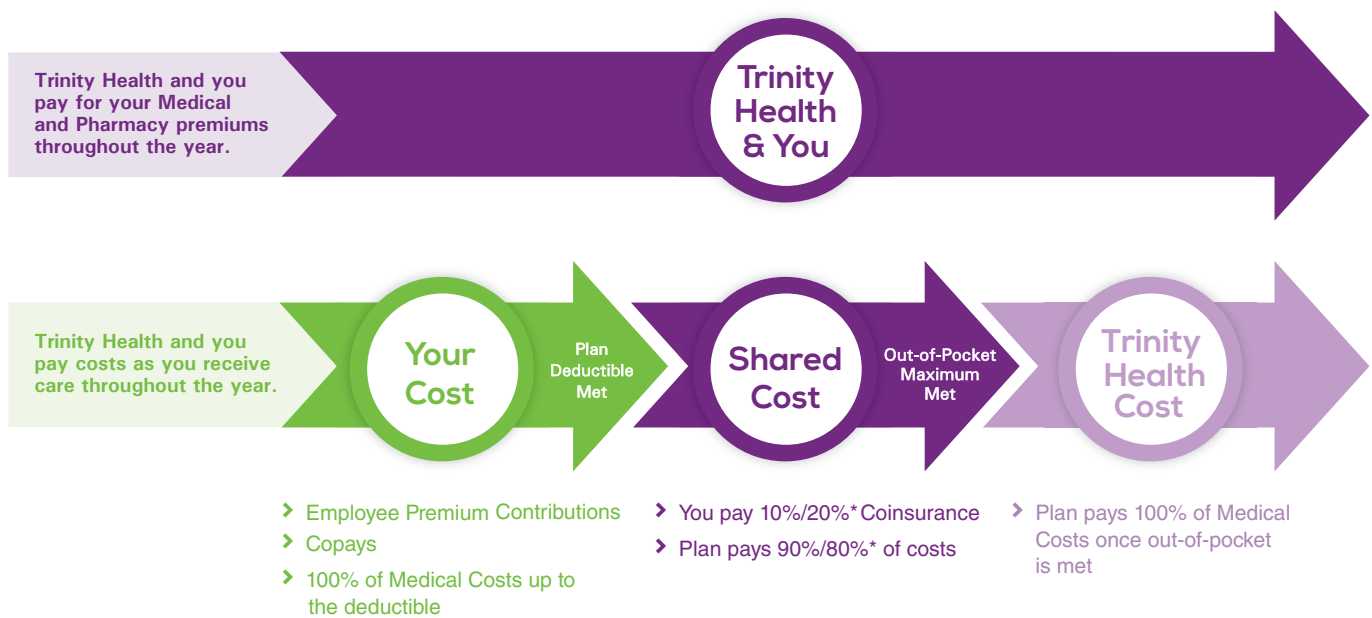 Trinity Health and you
pay for your Medical
and Pharmacy premiums
throughout the year.
Trinity
Health
& You
Trinity Health and you
pay costs as you receive
care throughout the year.
Your
Cost
Plan
Deductible
Met
Shared
Cost
Out-of-Pocket
Maximum
Met
Trinity
Health
Cost
Employee Premium Contributions
Copays
100% of Medical Costs up to
the deductible
You pay 10%/20%* Coinsurance
Plan pays 90%/80%* of costs
Plan pays 100% of Medical
Costs once out-of-pocket
is met